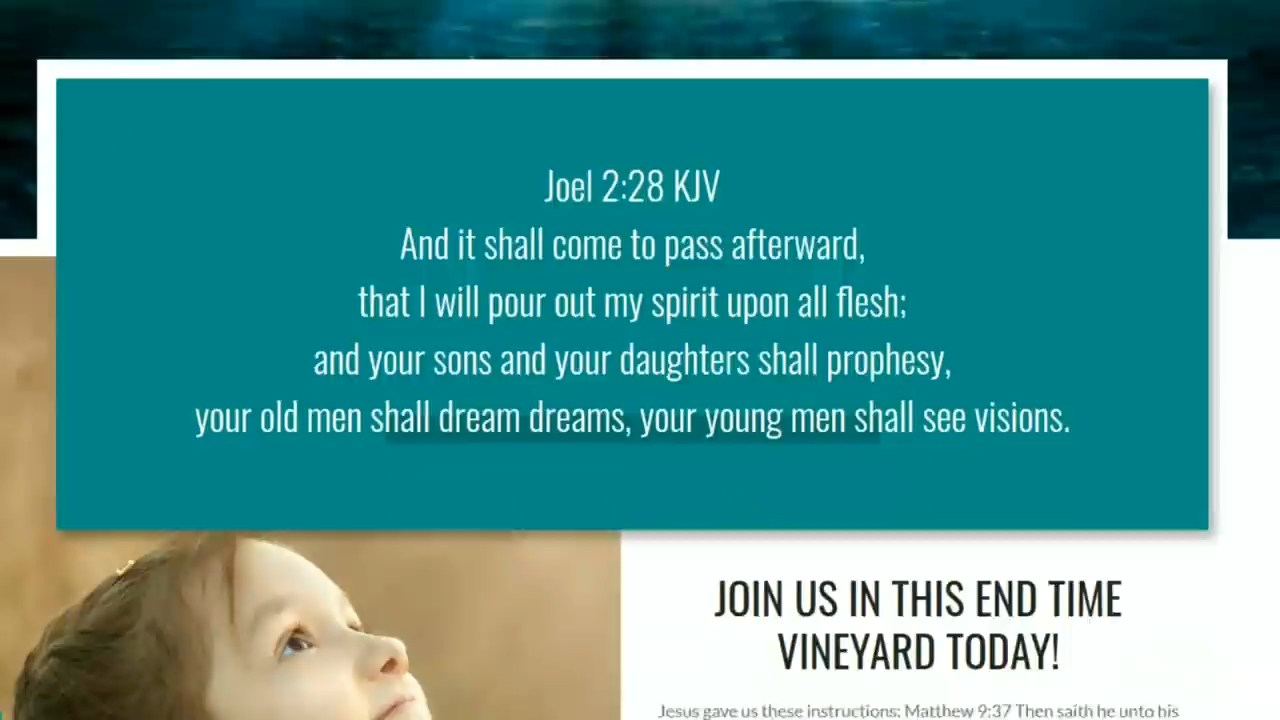 Joel 2:28 KJV
And it shall come to pass afterward,
that I will pour out my spirit upon all flesh;
and your sons and your daughters shall prophesy,
your old men shall dream dreams, your young men shall see visions.
JOIN US IN THIS END TIME
VINEYARD TODAY!
Jesus gave us these instructions: Matthew 9:37 Then saith he unto his